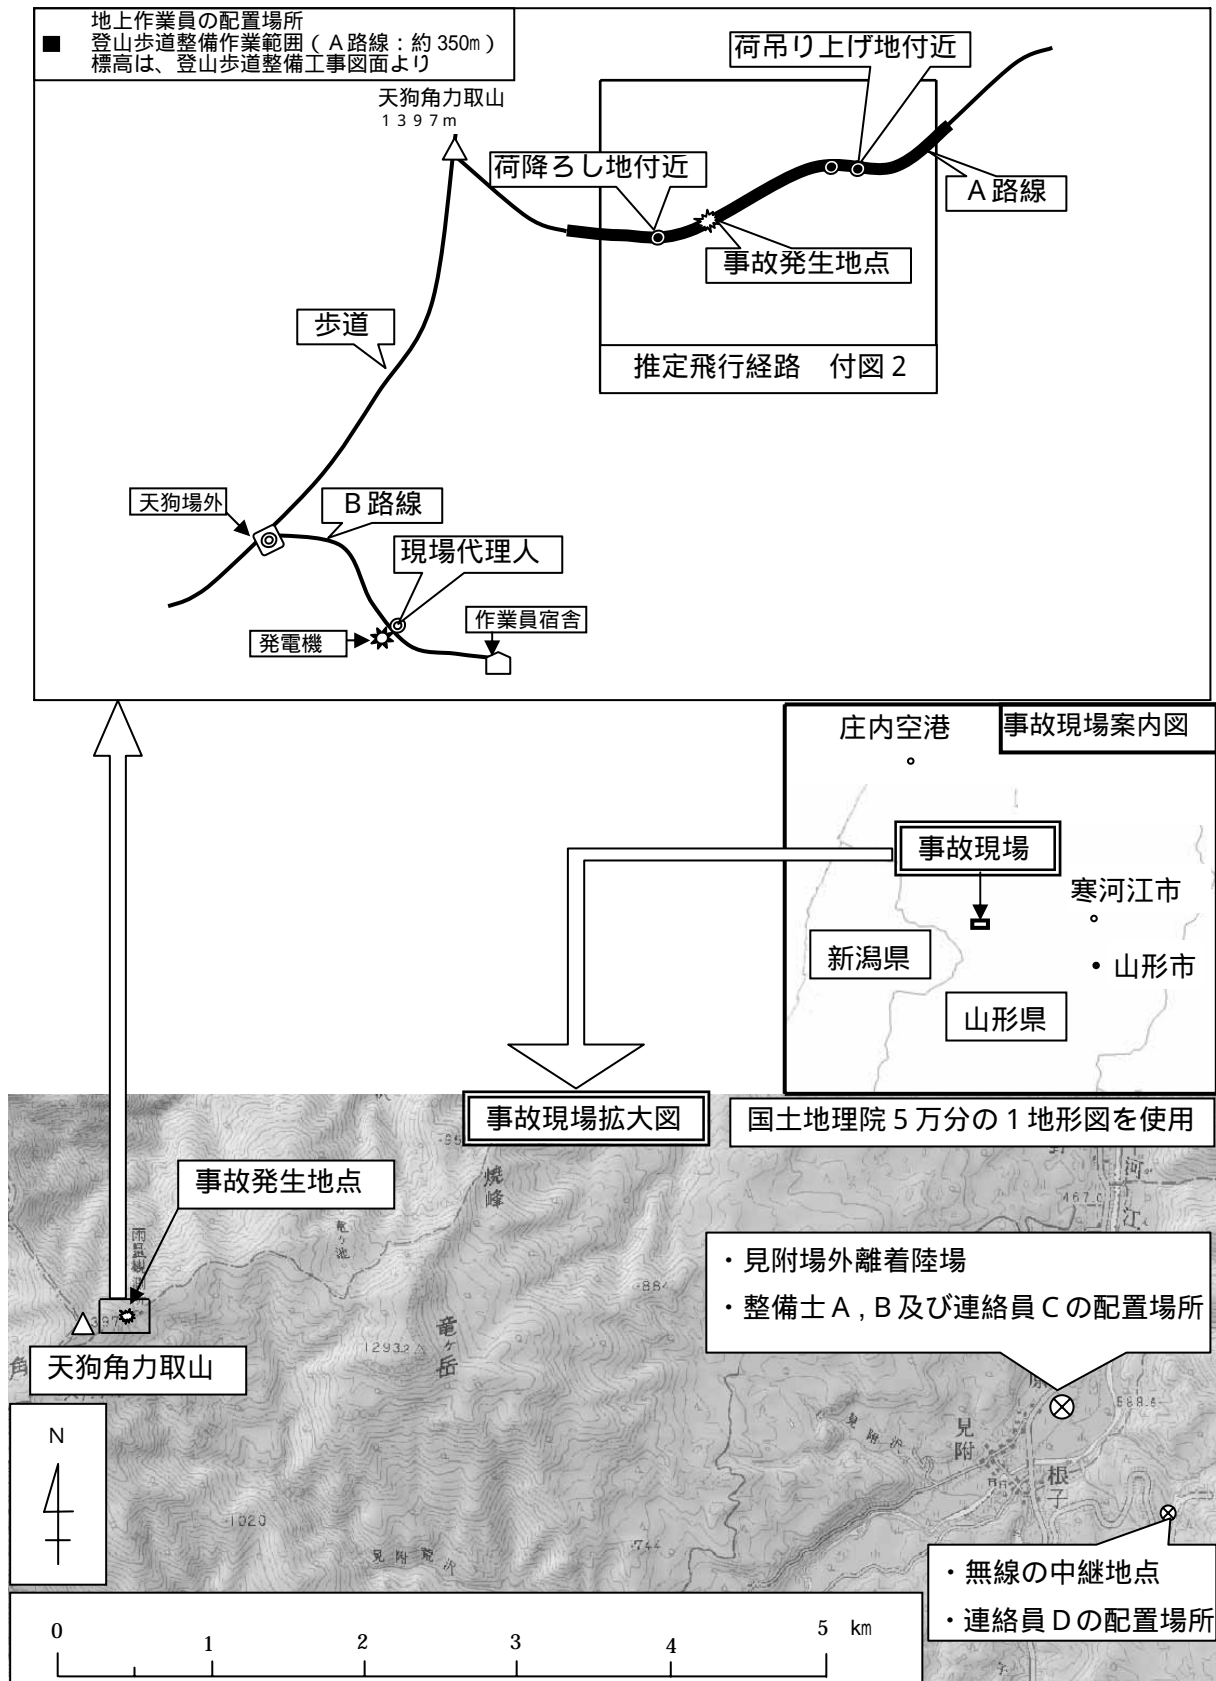 地上作業員の配置場所
■ 登山歩道整備作業範囲（Ａ路線：約350ｍ）
標高は、登山歩道整備工事図面より
天狗角力取山
１３９７ｍ
荷吊り上げ地付近
荷降ろし地付近
Ａ路線
事故発生地点
推定飛行経路　付図２
歩道
天狗場外
Ｂ路線
現場代理人
発電機
作業員宿舎
事故現場案内図
庄内空港
事故現場
寒河江市
新潟県
・山形市
山形県
事故現場拡大図
国土地理院５万分の１地形図を使用
焼峰
河
江
467.0
事故発生地点
竜ヶ池
・見附場外離着陸場
・整備士Ａ，Ｂ及び連絡員Ｃの配置場所
884
1293.2
竜ヶ岳
天狗角力取山
角
588.5
見附沢
見附
根子
N
1020
見附荒沢
744
・無線の中継地点
・連絡員Ｄの配置場所
0 1 2 3 4 5 ㎞